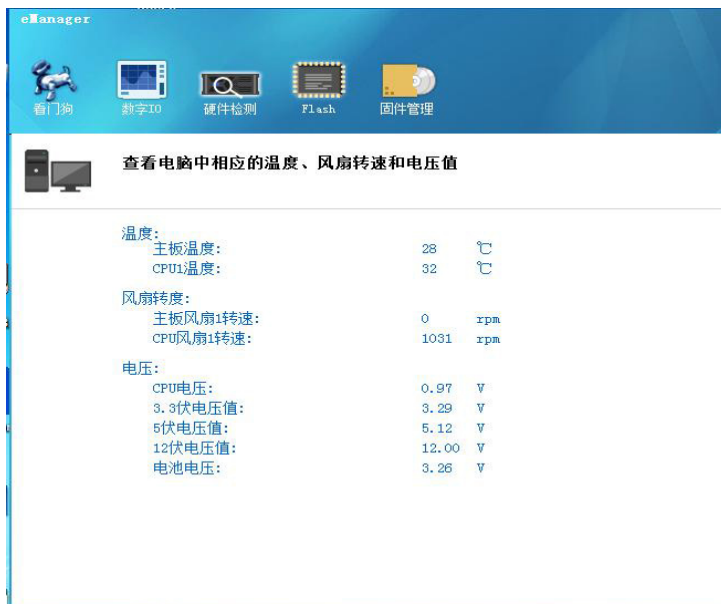 eManager
看门狗 数字IO 硬件检测 Flash 固件管理
查看电脑中相应的温度、风扇转速和电压值
温度:
主板温度: 28 ℃
CPU1温度: 32 ℃
风扇转度:
主板风扇1转速: 0 rpm
CPU风扇1转速: 1031 rpm
电压:
CPU电压: 0.97 V
3.3伏电压值: 3.29 V
5伏电压值: 5.12 V
12伏电压值: 12.00 V
电池电压: 3.26 V